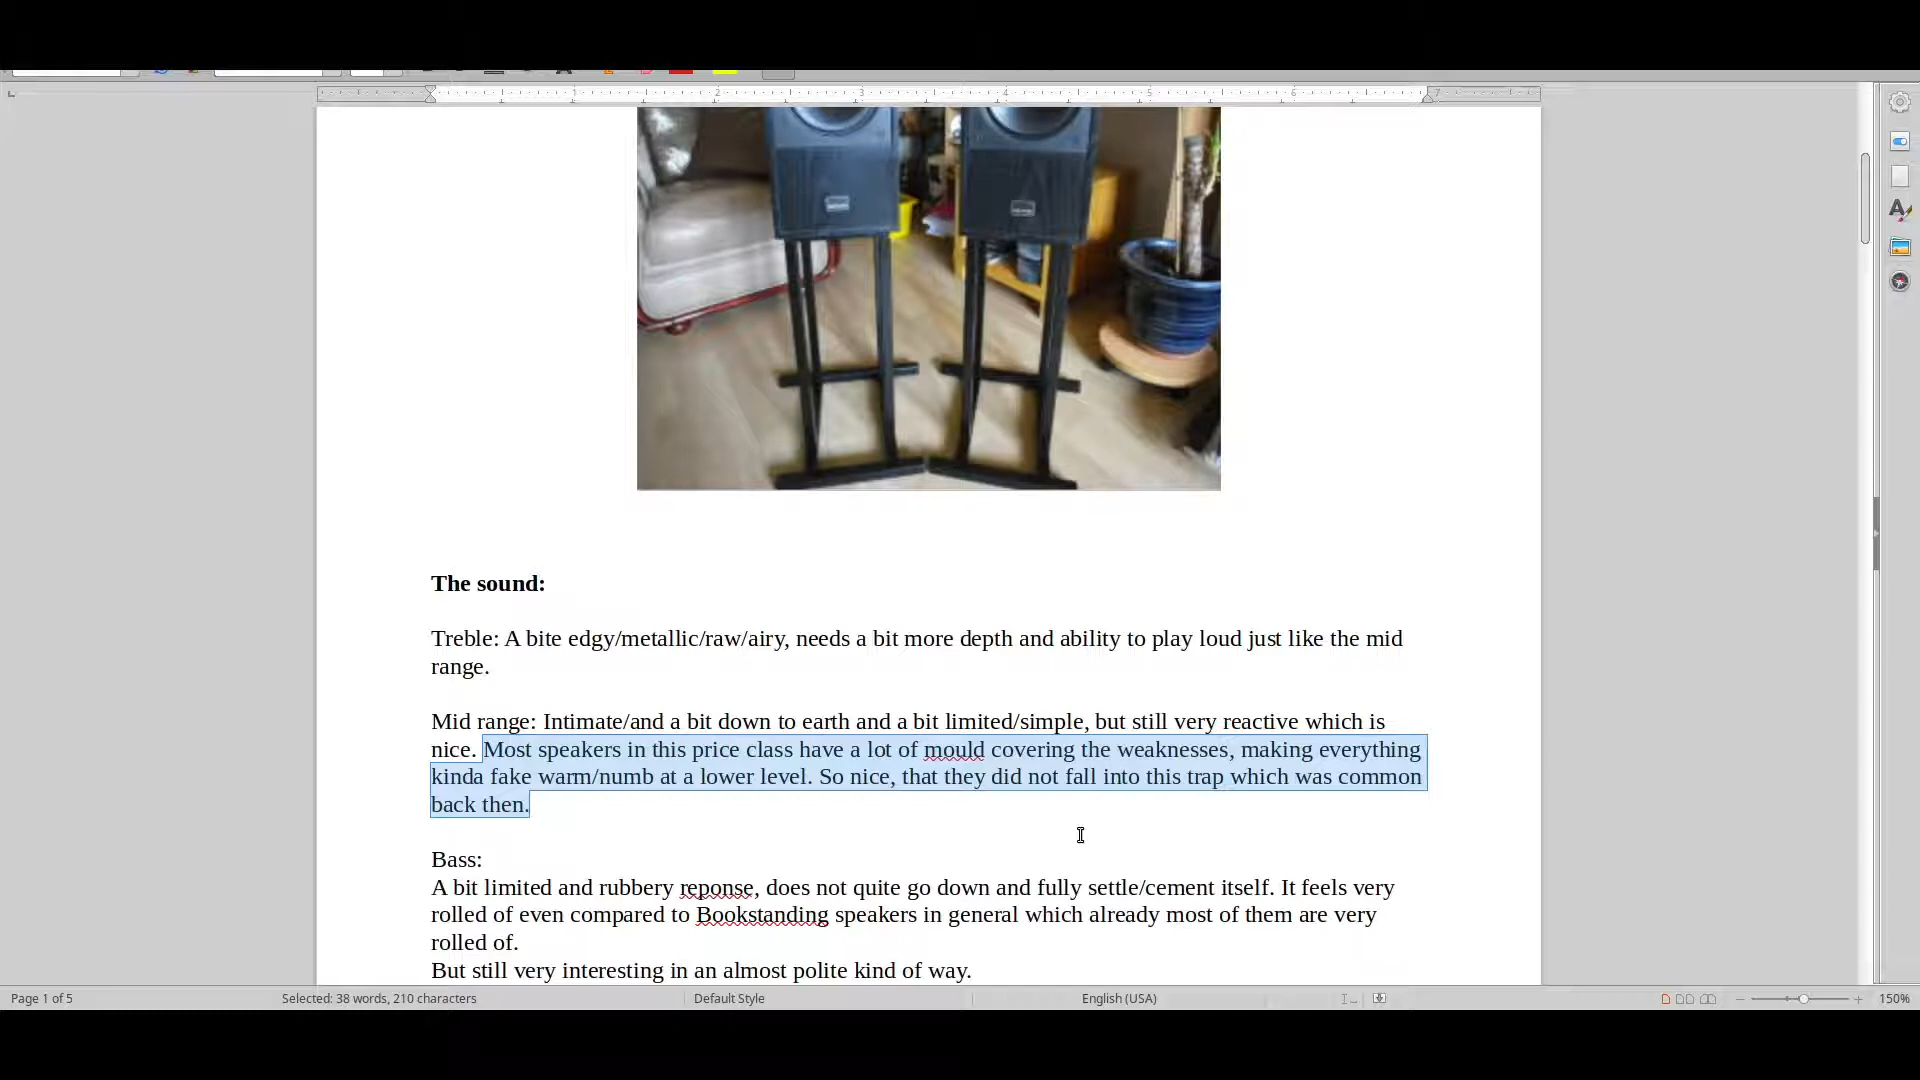 2
3
4
5
6
7
The sound:
Treble: A bite edgy/metallic/raw/airy, needs a bit more depth and ability to play loud just like the mid
range.
Mid range: Intimate/and a bit down to earth and a bit limited/simple, but still very reactive which is
nice. Most speakers in this price class have a lot of mould covering the weaknesses, making everything
kinda fake warm/numb at a lower level. So nice, that they did not fall into this trap which was common
back then.
Bass:
A bit limited and rubbery reponse, does not quite go down and fully settle/cement itself. It feels very
rolled of even compared to Bookstanding speakers in general which already most of them are very
rolled of.
But still very interesting in an almost polite kind of way.
Page 1 of 5 Selected: 38 words, 210 characters Default Style English (USA) 150%